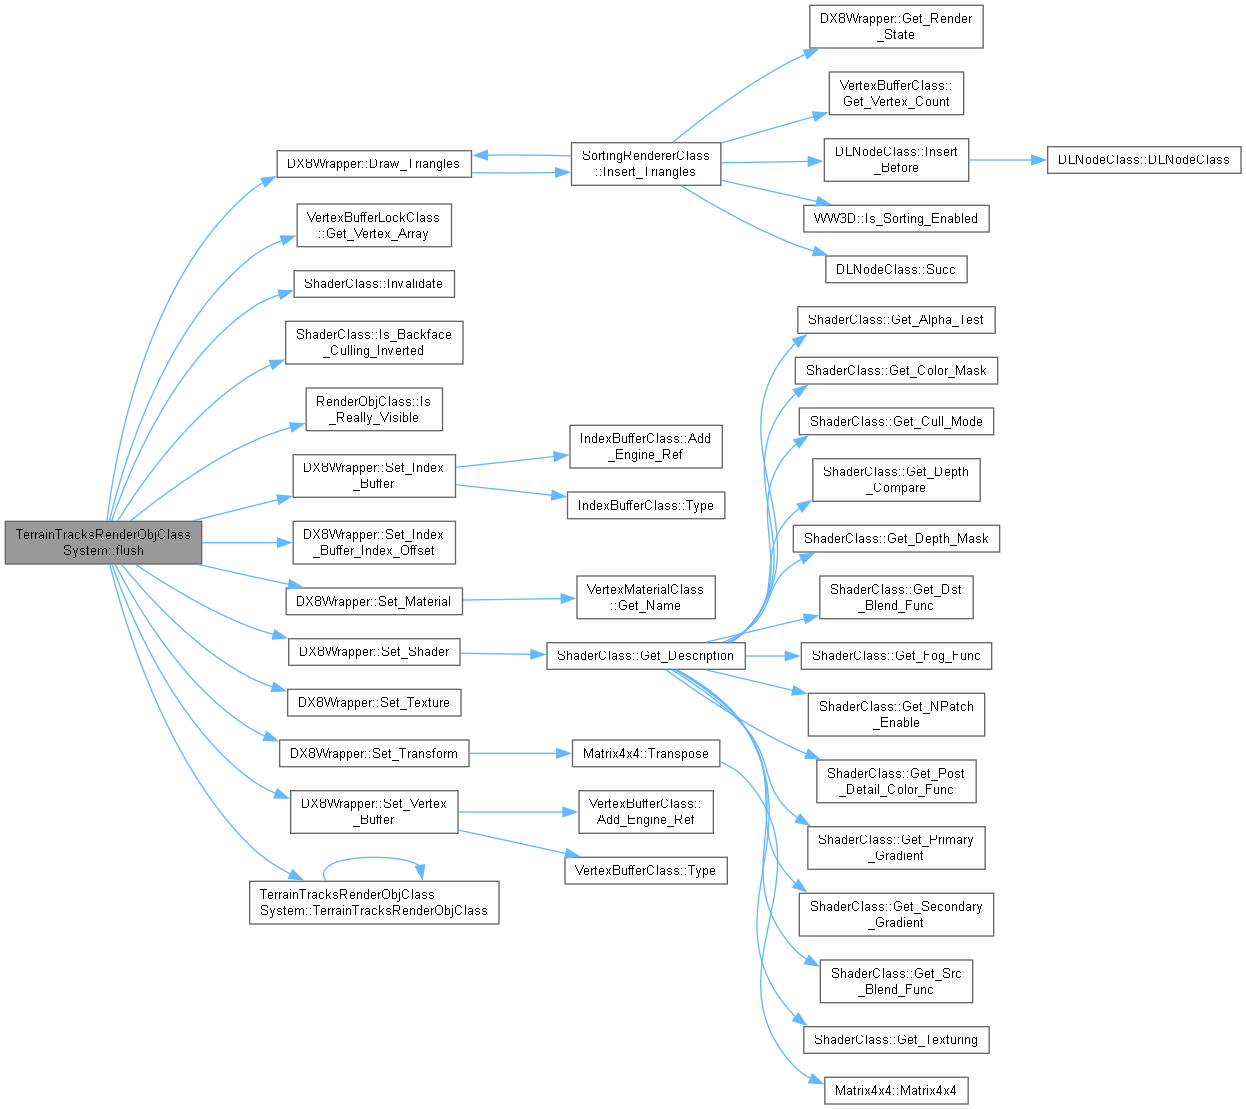 DX8Wrapper::Get_Render
_State
VertexBufferClass::
Get_Vertex_Count
DX8Wrapper::Draw_Triangles
SortingRendererClass
::Insert_Triangles
DLNodeClass::Insert
_Before
DLNodeClass::DLNodeClass
VertexBufferLockClass
::Get_Vertex_Array
WW3D::Is_Sorting_Enabled
DLNodeClass::Succ
ShaderClass::Invalidate
ShaderClass::Get_Alpha_Test
ShaderClass::Is_Backface
_Culling_Inverted
ShaderClass::Get_Color_Mask
RenderObjClass::Is
_Really_Visible
ShaderClass::Get_Cull_Mode
IndexBufferClass::Add
_Engine_Ref
DX8Wrapper::Set_Index
_Buffer
ShaderClass::Get_Depth
_Compare
IndexBufferClass::Type
TerrainTracksRenderObjClass
System::flush
DX8Wrapper::Set_Index
_Buffer_Index_Offset
ShaderClass::Get_Depth_Mask
DX8Wrapper::Set_Material
VertexMaterialClass
::Get_Name
ShaderClass::Get_Dst
_Blend_Func
DX8Wrapper::Set_Shader
ShaderClass::Get_Description
ShaderClass::Get_Fog_Func
DX8Wrapper::Set_Texture
ShaderClass::Get_NPatch
_Enable
DX8Wrapper::Set_Transform
Matrix4x4::Transpose
ShaderClass::Get_Post
_Detail_Color_Func
DX8Wrapper::Set_Vertex
_Buffer
VertexBufferClass::
Add_Engine_Ref
ShaderClass::Get_Primary
_Gradient
VertexBufferClass::Type
TerrainTracksRenderObjClass
System::TerrainTracksRenderObjClass
ShaderClass::Get_Secondary
_Gradient
ShaderClass::Get_Src
_Blend_Func
ShaderClass::Get_Texturing
Matrix4x4::Matrix4x4